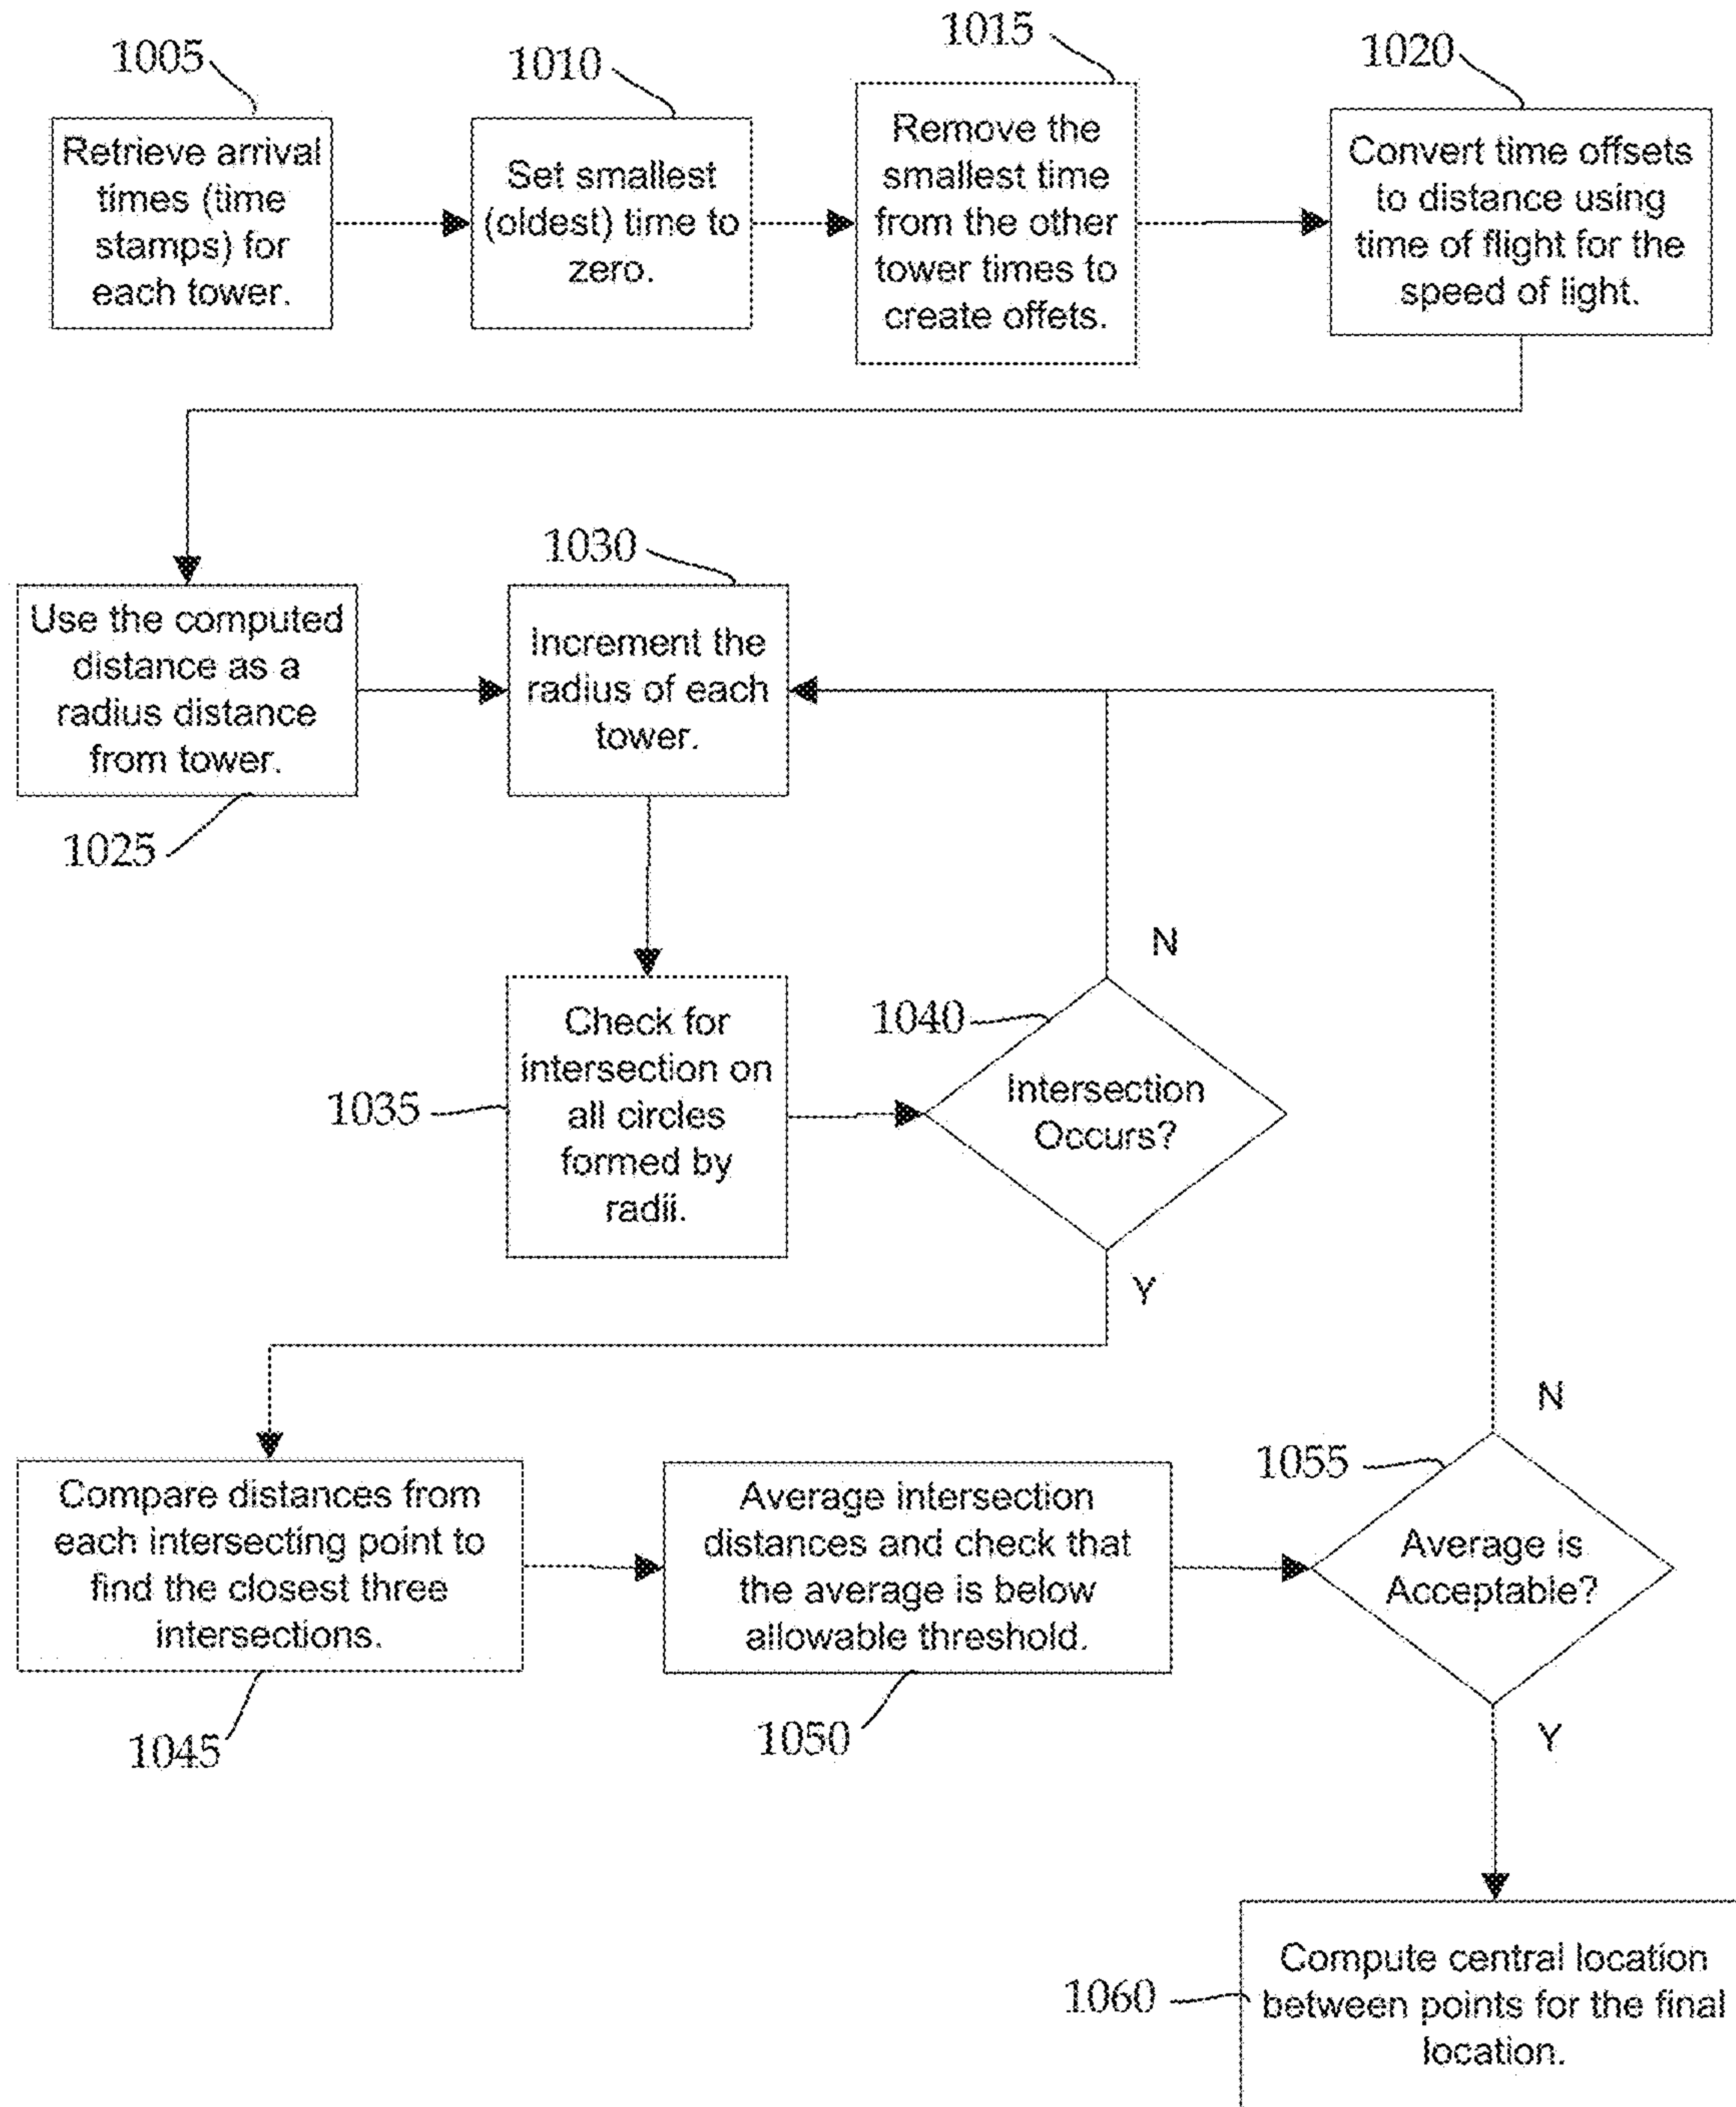 1005
Retrieve arrival
times (time
stamps) for
each tower.
1010
Set smallest
(oldest) time to
zero.
1015
Remove the
smallest time
from the other
tower times to
create offets.
1020
Convert time offsets
to distance using
time of flight for the
speed of light.
Use the computed
distance as a
radius distance
from tower.
1025
1030
Increment the
radius of each
tower.
Check for
intersection on
all circles
formed by
radii.
1035
1040
Intersection
Occurs?
N
Y
Compare distances from
each intersecting point to
find the closest three
intersections.
1045
Average intersection
distances and check that
the average is below
allowable threshold.
1050
1055
Average is
Acceptable?
N
Y
1060
Compute central location
between points for the final
location.